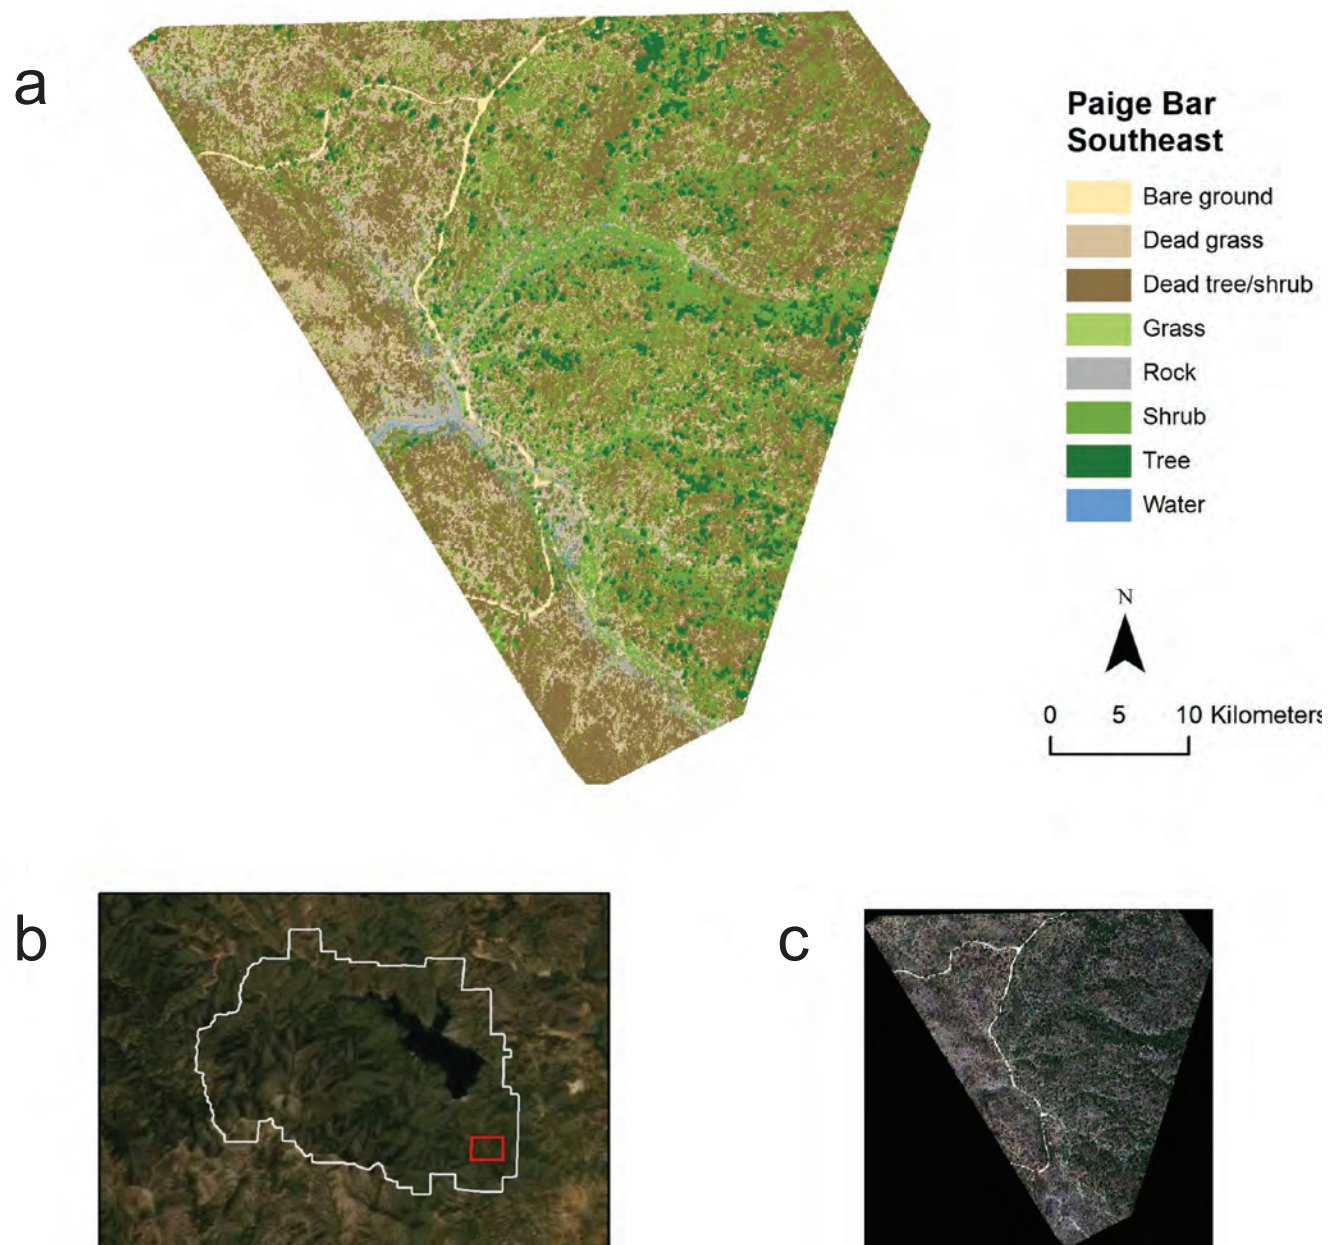 a
Paige Bar
Southeast
Bare ground
Dead grass
Dead tree/shrub
Grass
Rock
Shrub
Tree
Water
N
0 5 10 Kilometers
b
c